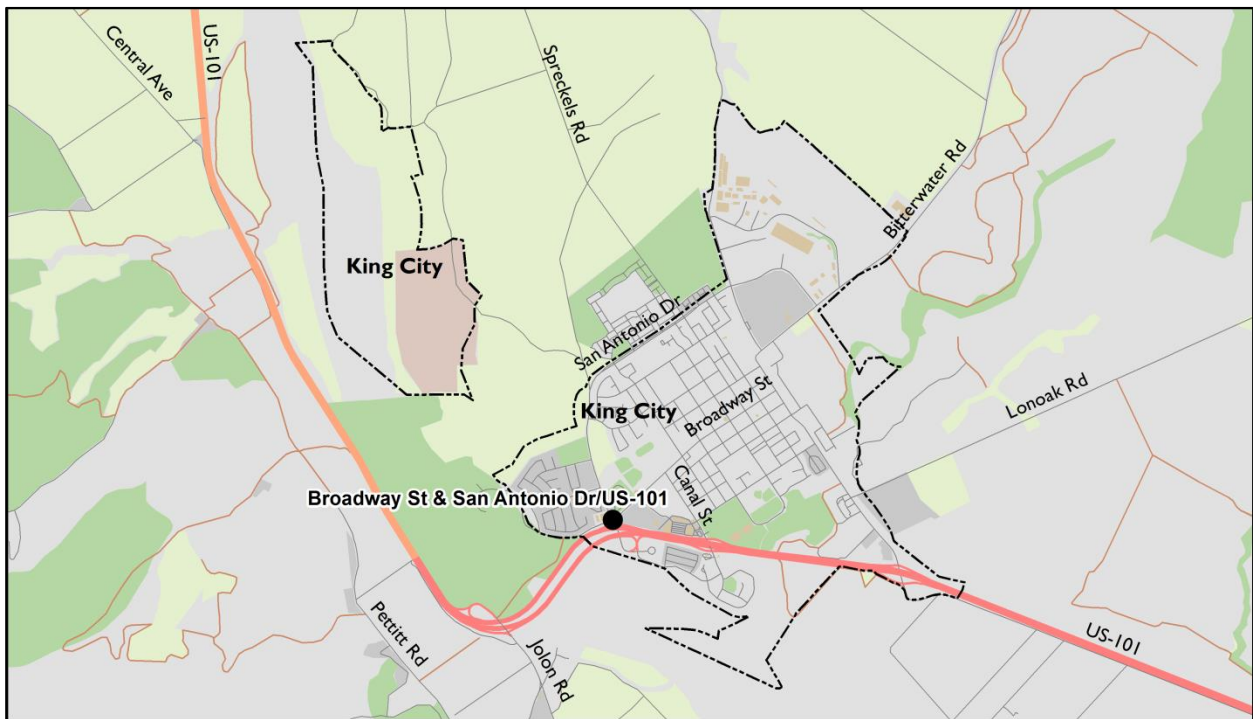 US-101
Central Ave
Spreckels Rd
Bitterwater Rd
King City
San Antonio Dr
King City
Broadway St
Lonoak Rd
Canal St
Broadway St & San Antonio Dr/US-101
Pettitt Rd
Jolon Rd
US-101